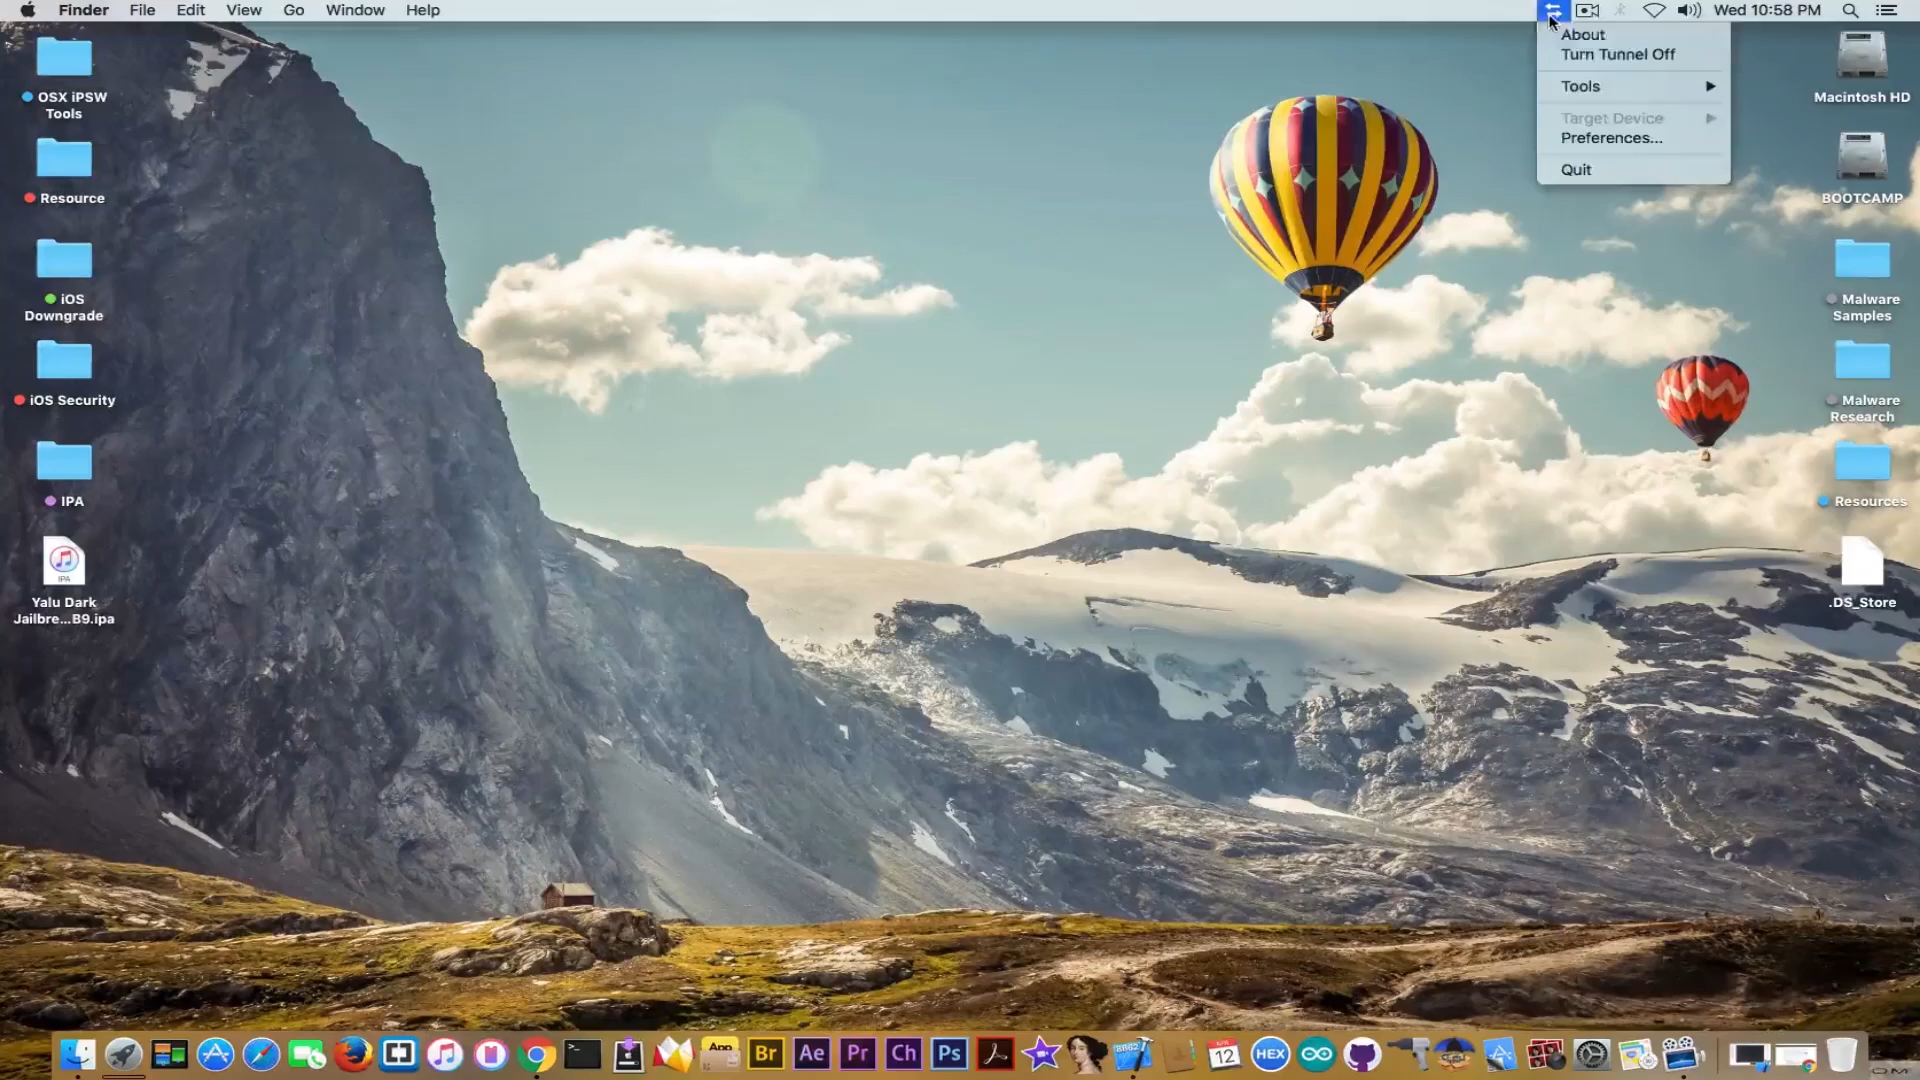 Finder File Edit View Go Window Help
Wed 10:58 PM
About
Turn Tunnel Off
Tools
Target Device
Preferences...
Quit
OSX iPSW
Tools
Resource
iOS
Downgrade
iOS Security
IPA
IPA
Yalu Dark
Jailbre...B9.ipa
Macintosh HD
BOOTCAMP
Malware
Samples
Malware
Research
Resources
.DS_Store
App
Br
Ae
Pr
Ch
Ps
12
HEX